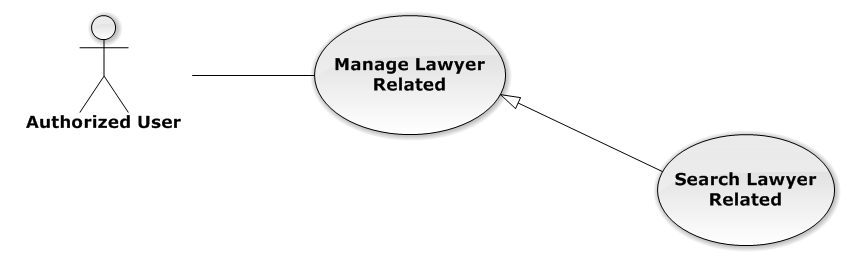 Manage Lawyer
Related
Authorized User
Search Lawyer
Related